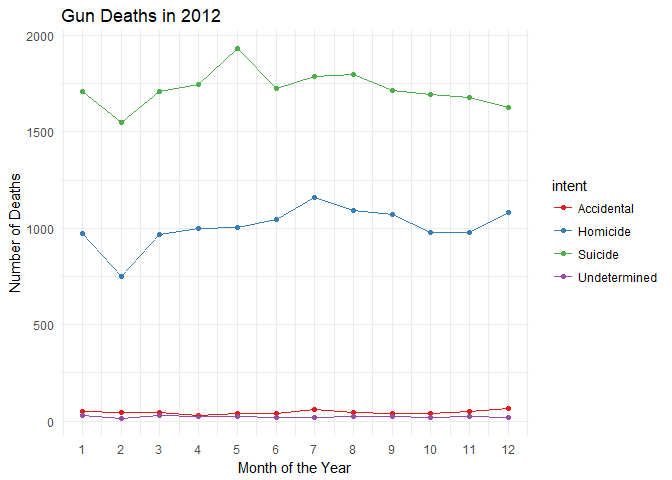 Gun Deaths in 2012
2000
1500
1000
500
0
Number of Deaths
1 2 3 4 5 6 7 8 9 10 11 12
Month of the Year
intent
Accidental
Homicide
Suicide
Undetermined